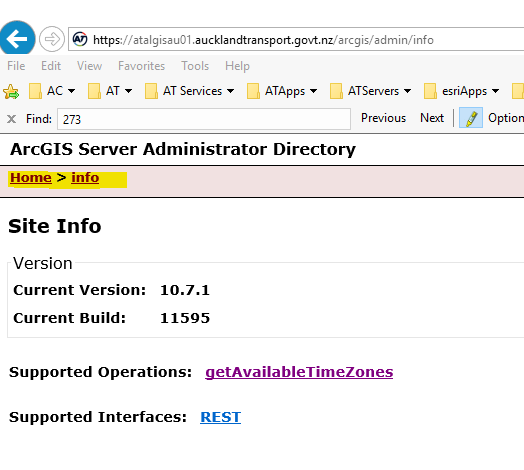 https://atalgisau01.aucklandtransport.govt.nz/arcgis/admin/info
File Edit View Favorites Tools Help
AC AT AT Services ATApps ATServers esriApps
x Find: 273 Previous Next Option
ArcGIS Server Administrator Directory
Home > info
Site Info
Version
Current Version: 10.7.1
Current Build: 11595
Supported Operations: getAvailableTimeZones
Supported Interfaces: REST